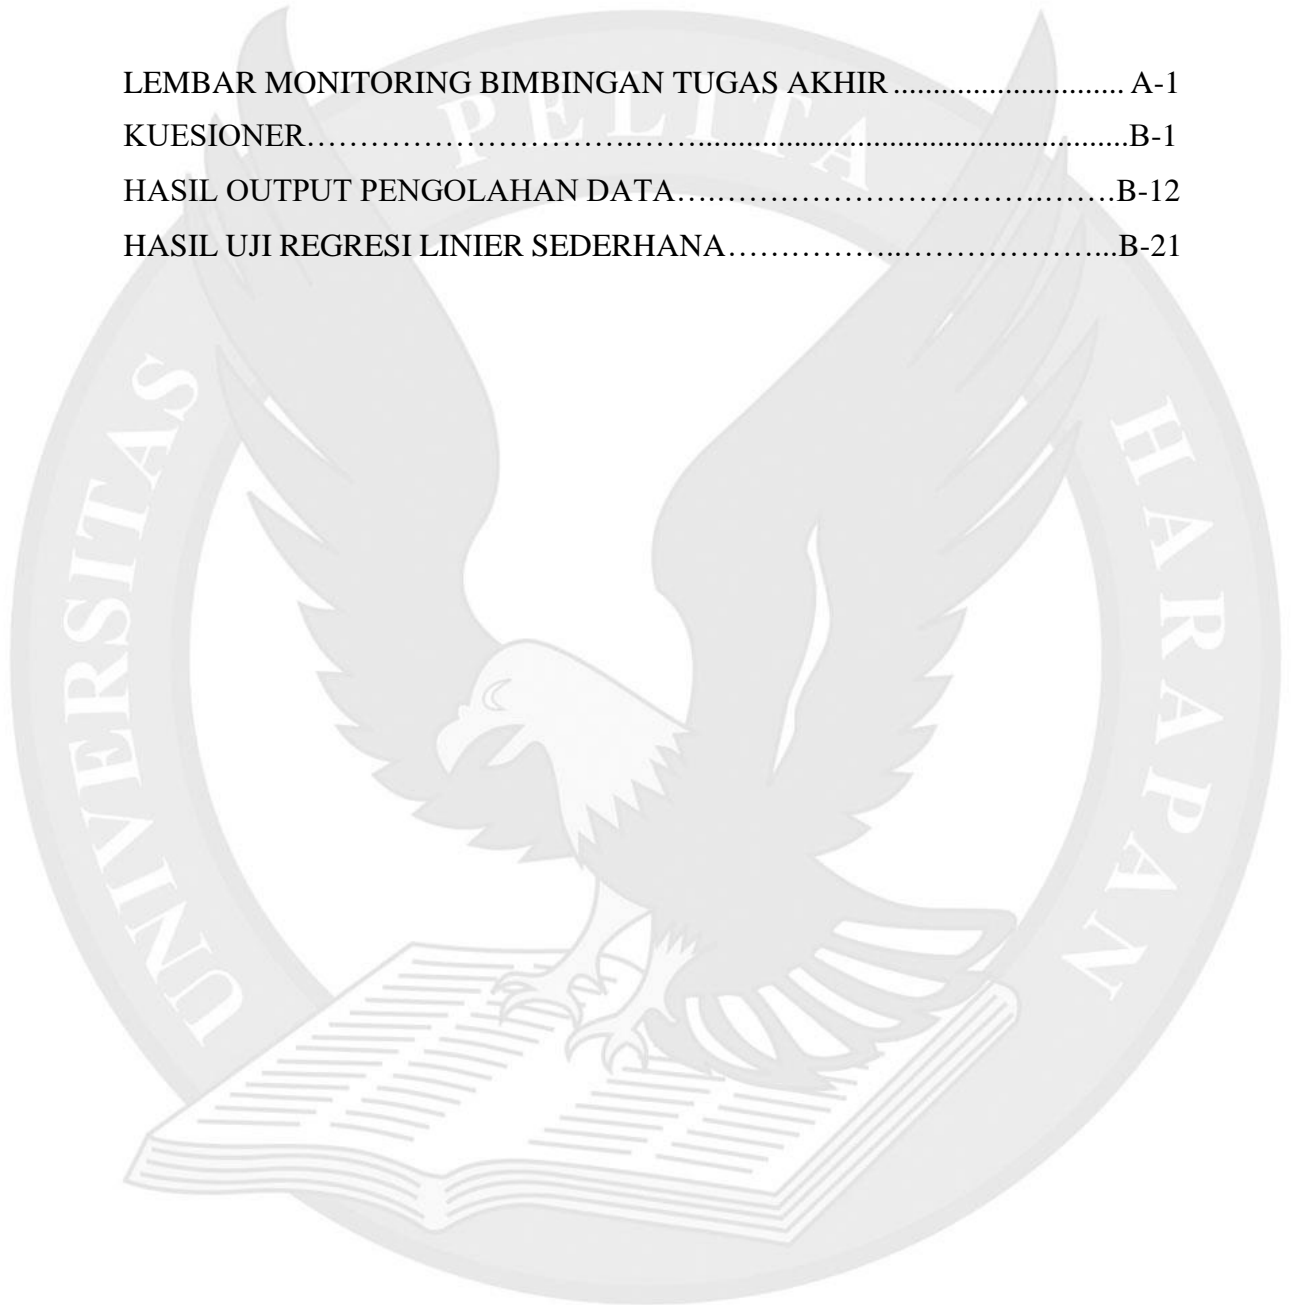 LEMBAR MONITORING BIMBINGAN TUGAS AKHIR ............................ A-1
KUESIONER……………………….……......................................................B-1
HASIL OUTPUT PENGOLAHAN DATA….………………………….…….B-12
HASIL UJI REGRESI LINIER SEDERHANA……………..………………...B-21
UNIVERSITAS PELITA HARAPAN